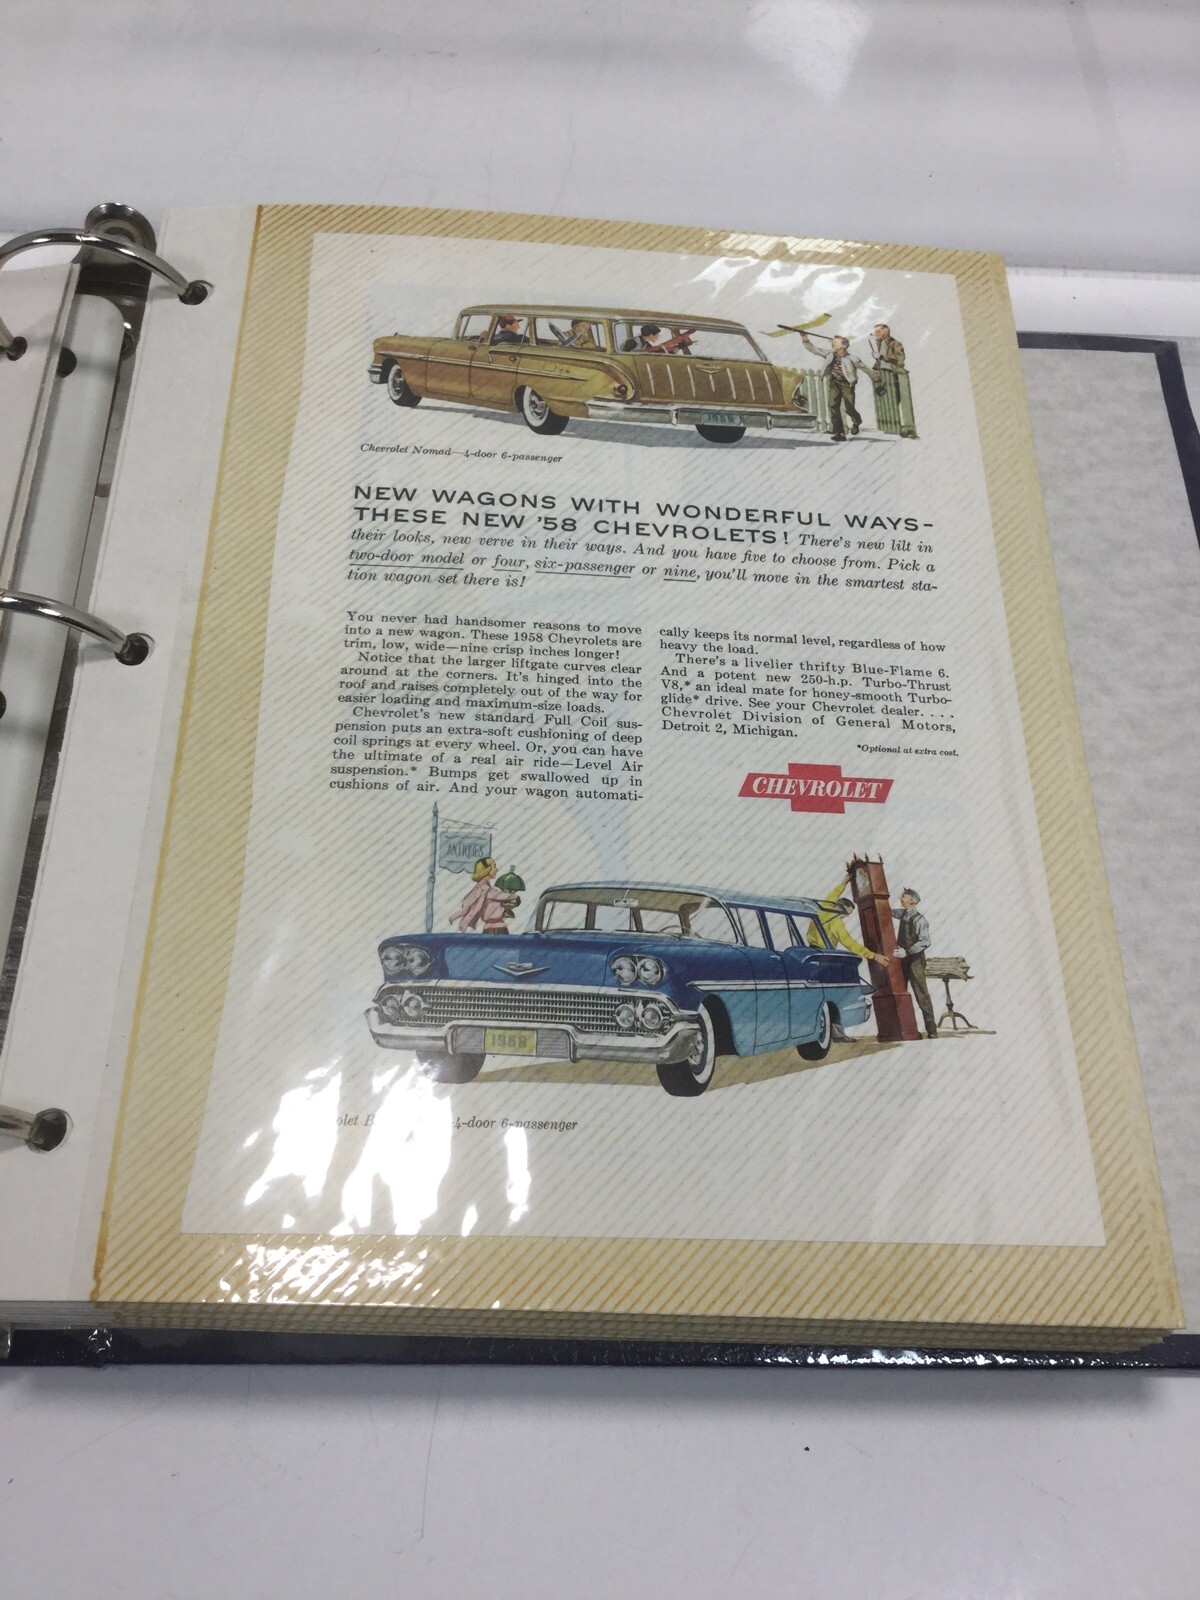 1958
Chevrolet Nomad—4-door 6-passenger
NEW WAGONS WITH WONDERFUL WAYS–
THESE NEW '58 CHEVROLETS! There's new lilt in
their looks, new verve in their ways. And you have five to choose from. Pick a
two-door model or four, six-passenger or nine, you'll move in the smartest sta-
tion wagon set there is!
You never had handsomer reasons to move
into a new wagon. These 1958 Chevrolets are
trim, low, wide—nine crisp inches longer!
Notice that the larger liftgate curves clear
around at the corners. It's hinged into the
roof and raises completely out of the way for
easier loading and maximum-size loads.
Chevrolet's new standard Full Coil sus-
pension puts an extra-soft cushioning of deep
coil springs at every wheel. Or, you can have
the ultimate of a real air ride—Level Air
suspension.* Bumps get swallowed up in
cushions of air. And your wagon automati-
cally keeps its normal level, regardless of how
heavy the load.
There's a livelier thrifty Blue-Flame 6.
And a potent new 250-h.p. Turbo-Thrust
V8,* an ideal mate for honey-smooth Turbo-
glide* drive. See your Chevrolet dealer. . . .
Chevrolet Division of General Motors,
Detroit 2, Michigan.
*Optional at extra cost.
CHEVROLET
ANTIQUES
1958
4-door 6-passenger